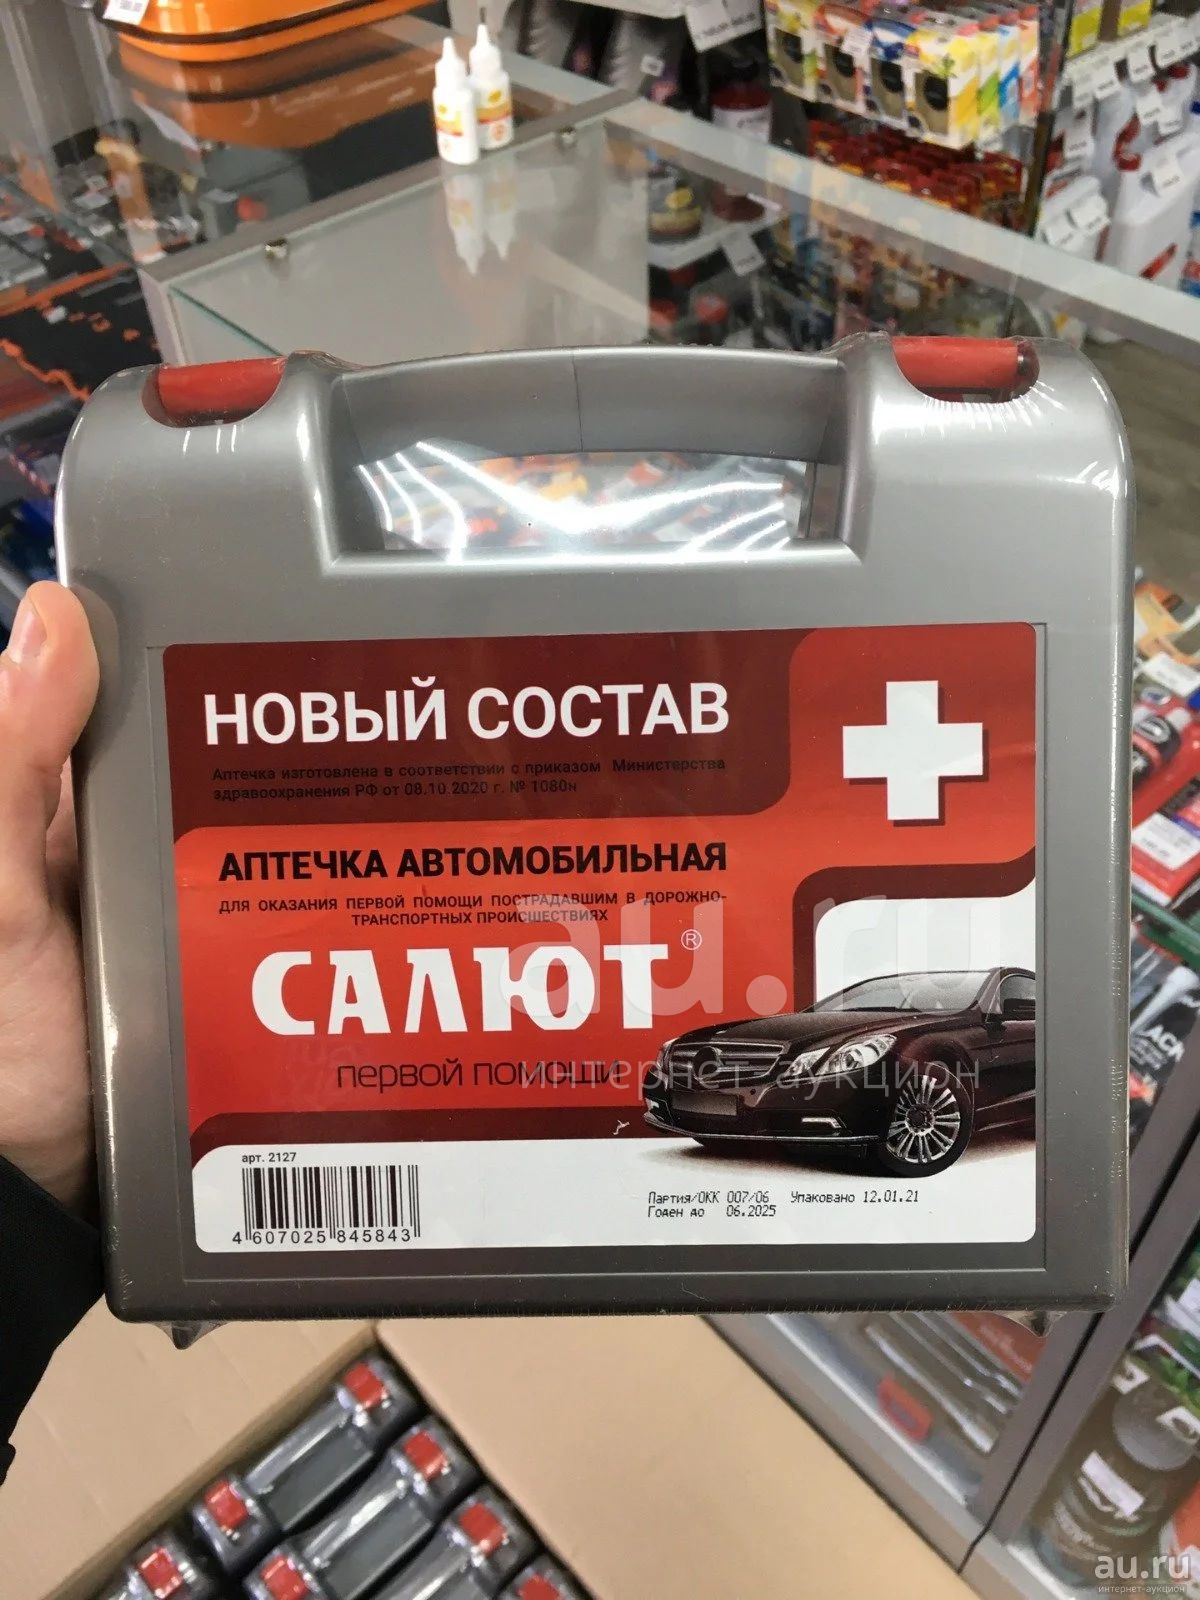 НОВЫЙ СОСТАВ
Аптечка изготовлена в соответствии с приказом Министерства
здравоохранения РФ от 08.10.2020 г. № 1080н
АПТЕЧКА АВТОМОБИЛЬНАЯ
ДЛЯ ОКАЗАНИЯ ПЕРВОЙ ПОМОЩИ ПОСТРАДАВШИМ В ДОРОЖНО-
ТРАНСПОРТНЫХ ПРОИСШЕСТВИЯХ
САЛЮТ®
первой помощи
au.ru
интернет-аукцион
арт. 2127
4 607025 845843
Партия/ОКК 007/06 Упаковано 12.01.21
Годен до 06.2025
au.ru
интернет-аукцион